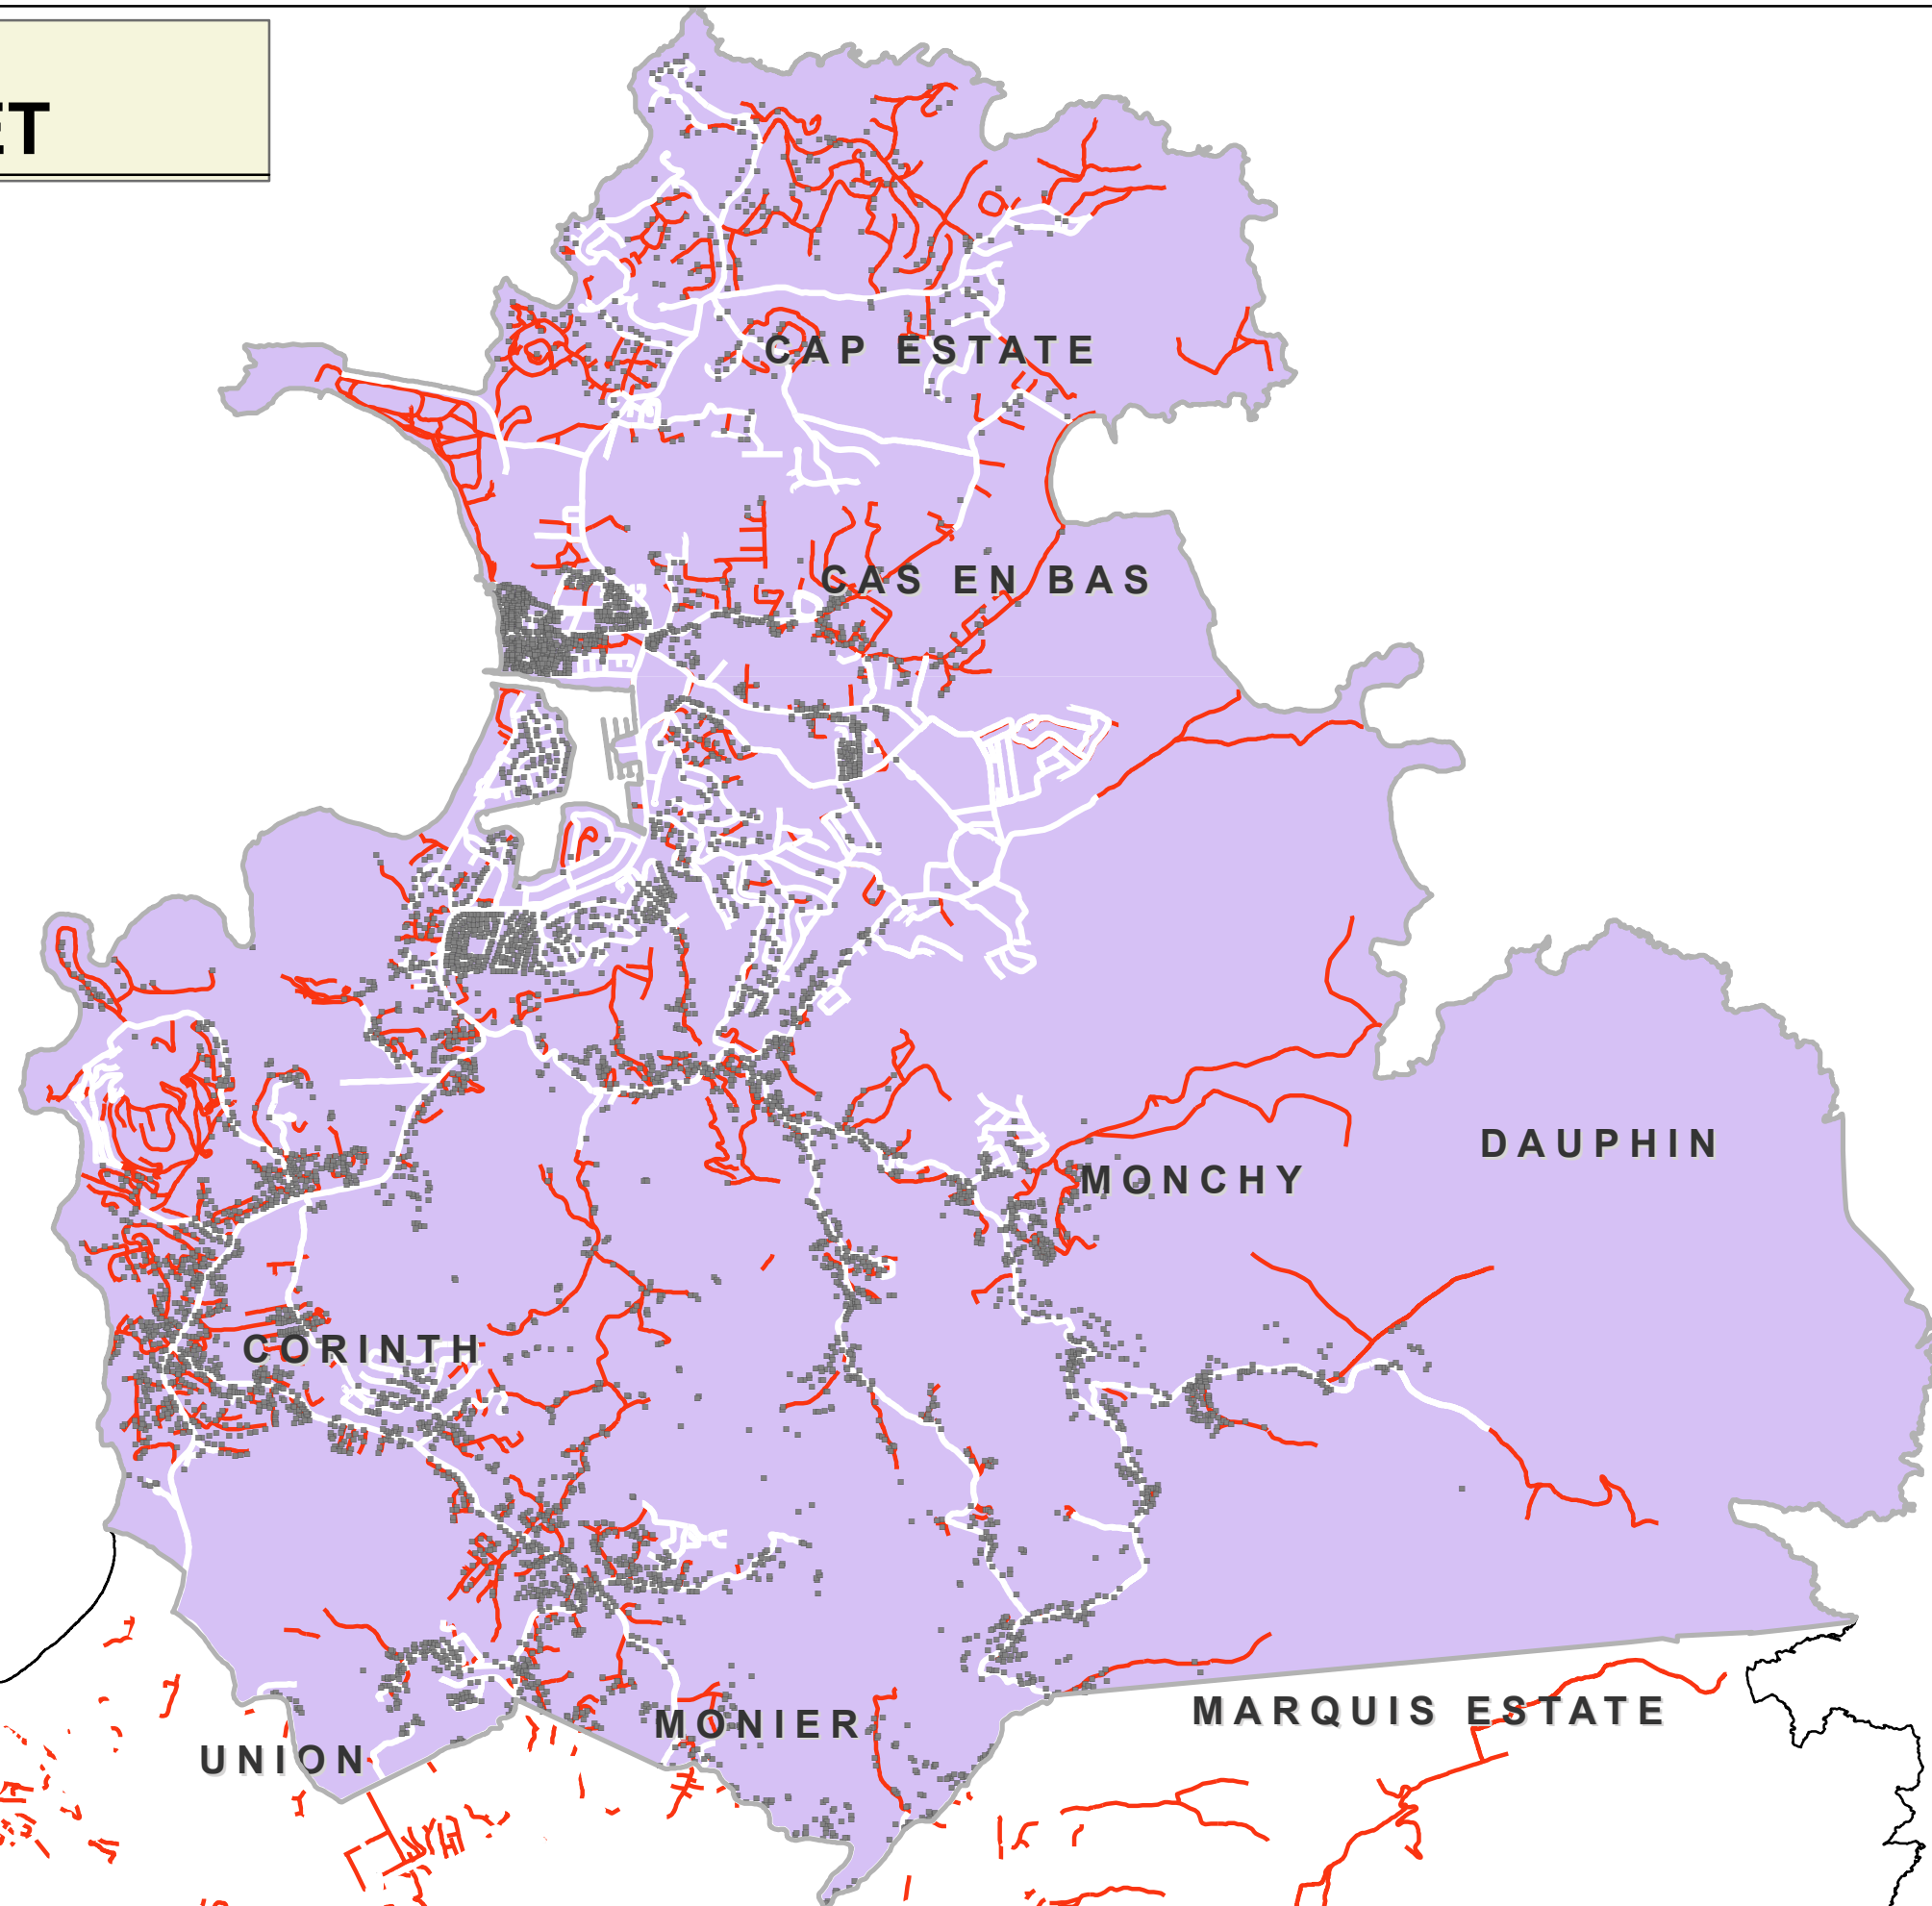 ET
CAP ESTATE
CAS EN BAS
DAUPHIN
MONCHY
CORINTH
MARQUIS ESTATE
MONIER
UNION